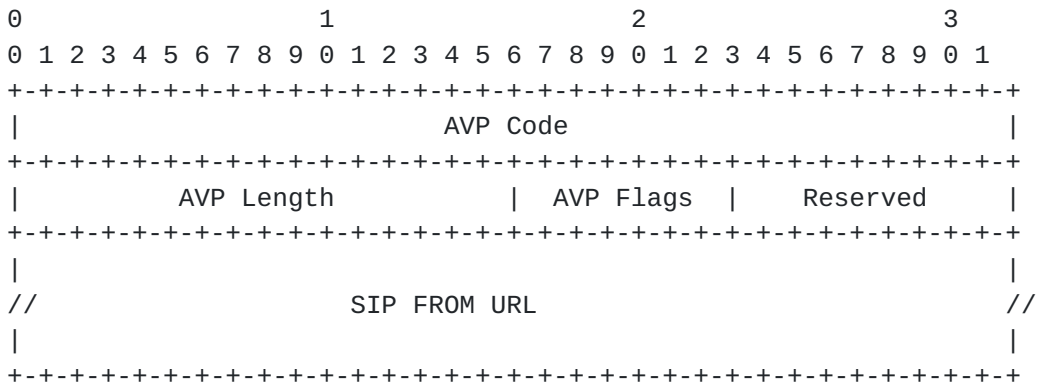 0                   1                   2                   3
0 1 2 3 4 5 6 7 8 9 0 1 2 3 4 5 6 7 8 9 0 1 2 3 4 5 6 7 8 9 0 1
+-+-+-+-+-+-+-+-+-+-+-+-+-+-+-+-+-+-+-+-+-+-+-+-+-+-+-+-+-+-+-+-+
|                           AVP Code                            |
+-+-+-+-+-+-+-+-+-+-+-+-+-+-+-+-+-+-+-+-+-+-+-+-+-+-+-+-+-+-+-+-+
|          AVP Length           |  AVP Flags  |    Reserved     |
+-+-+-+-+-+-+-+-+-+-+-+-+-+-+-+-+-+-+-+-+-+-+-+-+-+-+-+-+-+-+-+-+
|                                                               |
//                    SIP FROM URL                              //
|                                                               |
+-+-+-+-+-+-+-+-+-+-+-+-+-+-+-+-+-+-+-+-+-+-+-+-+-+-+-+-+-+-+-+-+